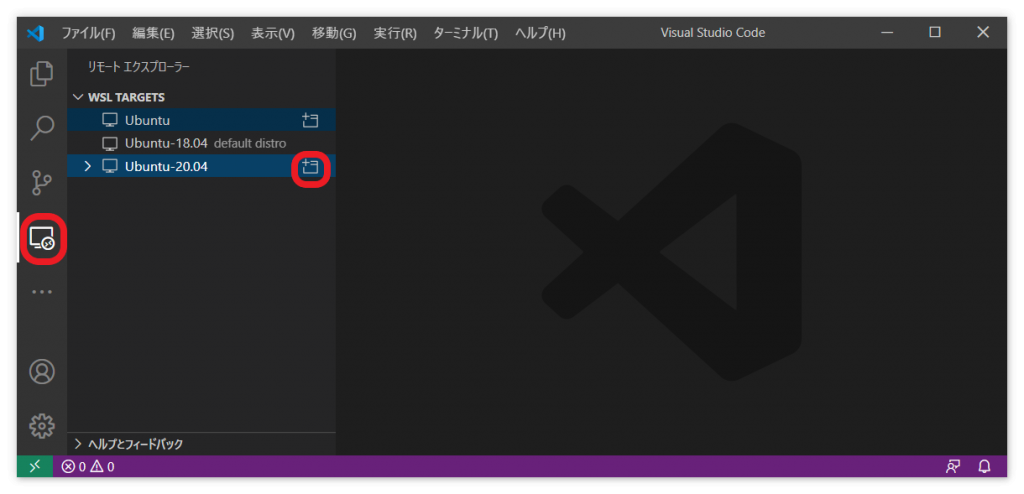 ファイル(F) 編集(E) 選択(S) 表示(V) 移動(G) 実行(R) ターミナル(T) ヘルプ(H) Visual Studio Code
リモート エクスプローラー
WSL TARGETS
Ubuntu
Ubuntu-18.04 default distro
Ubuntu-20.04
ヘルプとフィードバック
0 0